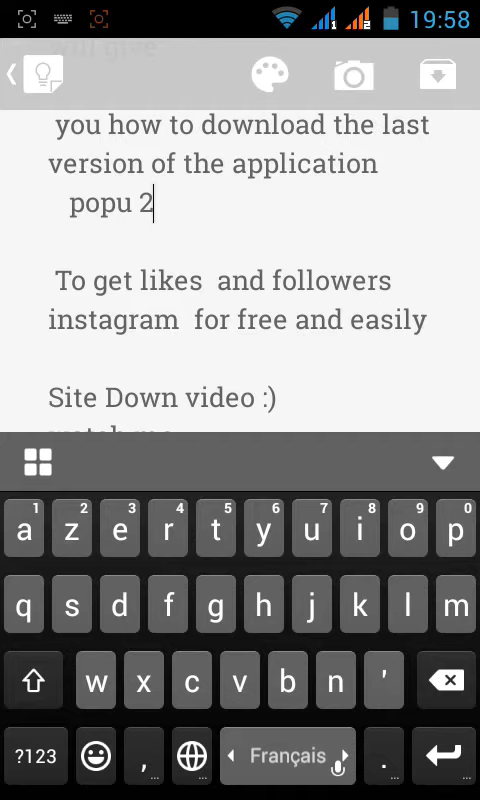 19:58
will give
you how to download the last
version of the application
popu 2
To get likes and followers
instagram for free and easily
Site Down video :)
1 2 3 4 5 6 7 8 9 0
a z e r t y u i o p
q s d f g h j k l m
w x c v b n '
?123 , Français .